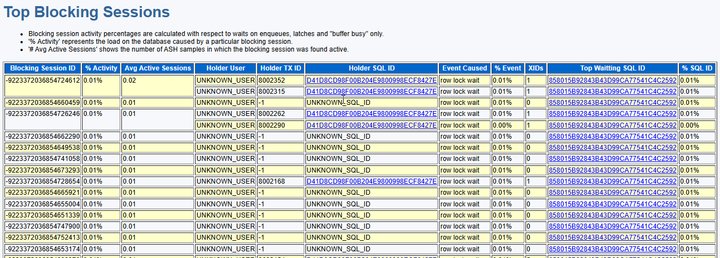 Top Blocking Sessions
Blocking session activity percentages are calculated with respect to waits on enqueues, latches and "buffer busy" only.
'% Activity' represents the load on the database caused by a particular blocking session.
'# Avg Active Sessions' shows the number of ASH samples in which the blocking session was found active.
Blocking Session ID % Activity Avg Active Sessions Holder User Holder TX ID Holder SQL ID Event Caused % Event XIDs Top Waitting SQL ID % SQL ID
-9223372036854724612 0.01% 0.02 UNKNOWN_USER 8002352 D41D8CD98F00B204E9800998ECF8427E row lock wait 0.01% 1 858015B92843B43D99CA77541C4C2592 0.01%
UNKNOWN_USER 8002315 D41D8CD98F00B204E9800998ECF8427E row lock wait 0.01% 1 858015B92843B43D99CA77541C4C2592 0.01%
-9223372036854660459 0.01% 0.01 UNKNOWN_USER -1 UNKNOWN_SQL_ID row lock wait 0.01% 0 858015B92843B43D99CA77541C4C2592 0.01%
-9223372036854726246 0.01% 0.01 UNKNOWN_USER 8002262 D41D8CD98F00B204E9800998ECF8427E row lock wait 0.01% 1 858015B92843B43D99CA77541C4C2592 0.01%
UNKNOWN_USER 8002290 D41D8CD98F00B204E9800998ECF8427E row lock wait 0.00% 1 858015B92843B43D99CA77541C4C2592 0.00%
-9223372036854662290 0.01% 0.01 UNKNOWN_USER -1 UNKNOWN_SQL_ID row lock wait 0.01% 0 858015B92843B43D99CA77541C4C2592 0.01%
-9223372036854649538 0.01% 0.01 UNKNOWN_USER -1 UNKNOWN_SQL_ID row lock wait 0.01% 0 858015B92843B43D99CA77541C4C2592 0.01%
-9223372036854741058 0.01% 0.01 UNKNOWN_USER -1 UNKNOWN_SQL_ID row lock wait 0.01% 0 858015B92843B43D99CA77541C4C2592 0.01%
-9223372036854673293 0.01% 0.01 UNKNOWN_USER -1 UNKNOWN_SQL_ID row lock wait 0.01% 0 858015B92843B43D99CA77541C4C2592 0.01%
-9223372036854728654 0.01% 0.01 UNKNOWN_USER 8002168 D41D8CD98F00B204E9800998ECF8427E row lock wait 0.01% 1 858015B92843B43D99CA77541C4C2592 0.01%
-9223372036854665921 0.01% 0.01 UNKNOWN_USER -1 UNKNOWN_SQL_ID row lock wait 0.01% 0 858015B92843B43D99CA77541C4C2592 0.01%
-9223372036854655004 0.01% 0.01 UNKNOWN_USER -1 UNKNOWN_SQL_ID row lock wait 0.01% 0 858015B92843B43D99CA77541C4C2592 0.01%
-9223372036854651339 0.01% 0.01 UNKNOWN_USER -1 UNKNOWN_SQL_ID row lock wait 0.01% 0 858015B92843B43D99CA77541C4C2592 0.01%
-9223372036854747900 0.01% 0.01 UNKNOWN_USER -1 UNKNOWN_SQL_ID row lock wait 0.01% 0 858015B92843B43D99CA77541C4C2592 0.01%
-9223372036854752413 0.01% 0.01 UNKNOWN_USER -1 UNKNOWN_SQL_ID row lock wait 0.01% 0 858015B92843B43D99CA77541C4C2592 0.01%
-9223372036854653174 0.01% 0.01 UNKNOWN_USER -1 UNKNOWN_SQL_ID row lock wait 0.01% 0 858015B92843B43D99CA77541C4C2592 0.01%